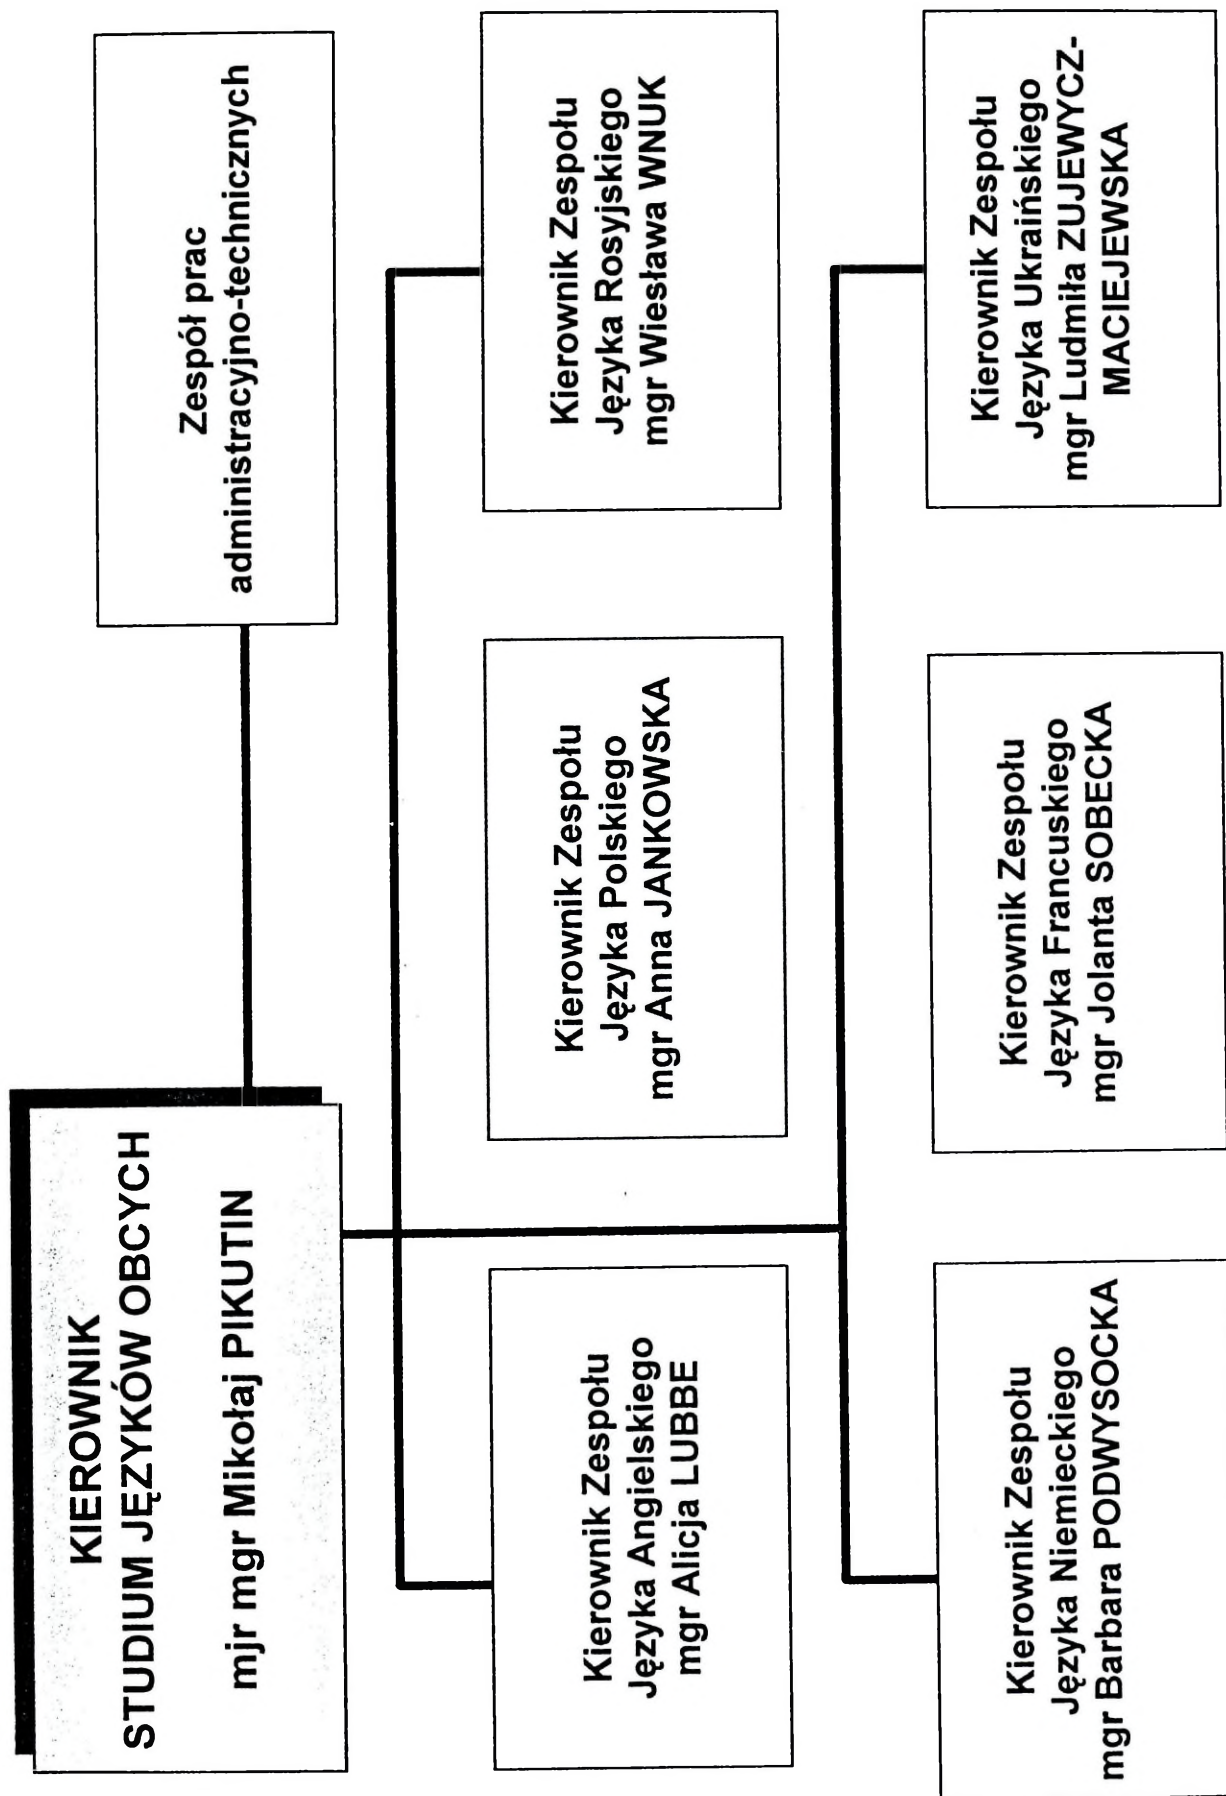 KIEROWNIK
STUDIUM JĘZYKÓW OBCYCH
mjr mgr Mikołaj PIKUTIN
Zespół prac
administracyjno-technicznych
Kierownik Zespołu
Języka Angielskiego
mgr Alicja LUBBE
Kierownik Zespołu
Języka Polskiego
mgr Anna JANKOWSKA
Kierownik Zespołu
Języka Rosyjskiego
mgr Wiesława WNUK
Kierownik Zespołu
Języka Niemieckiego
mgr Barbara PODWYSOCKA
Kierownik Zespołu
Języka Francuskiego
mgr Jolanta SOBECKA
Kierownik Zespołu
Języka Ukraińskiego
mgr Ludmiła ZUJEWYCZ-
MACIEJEWSKA